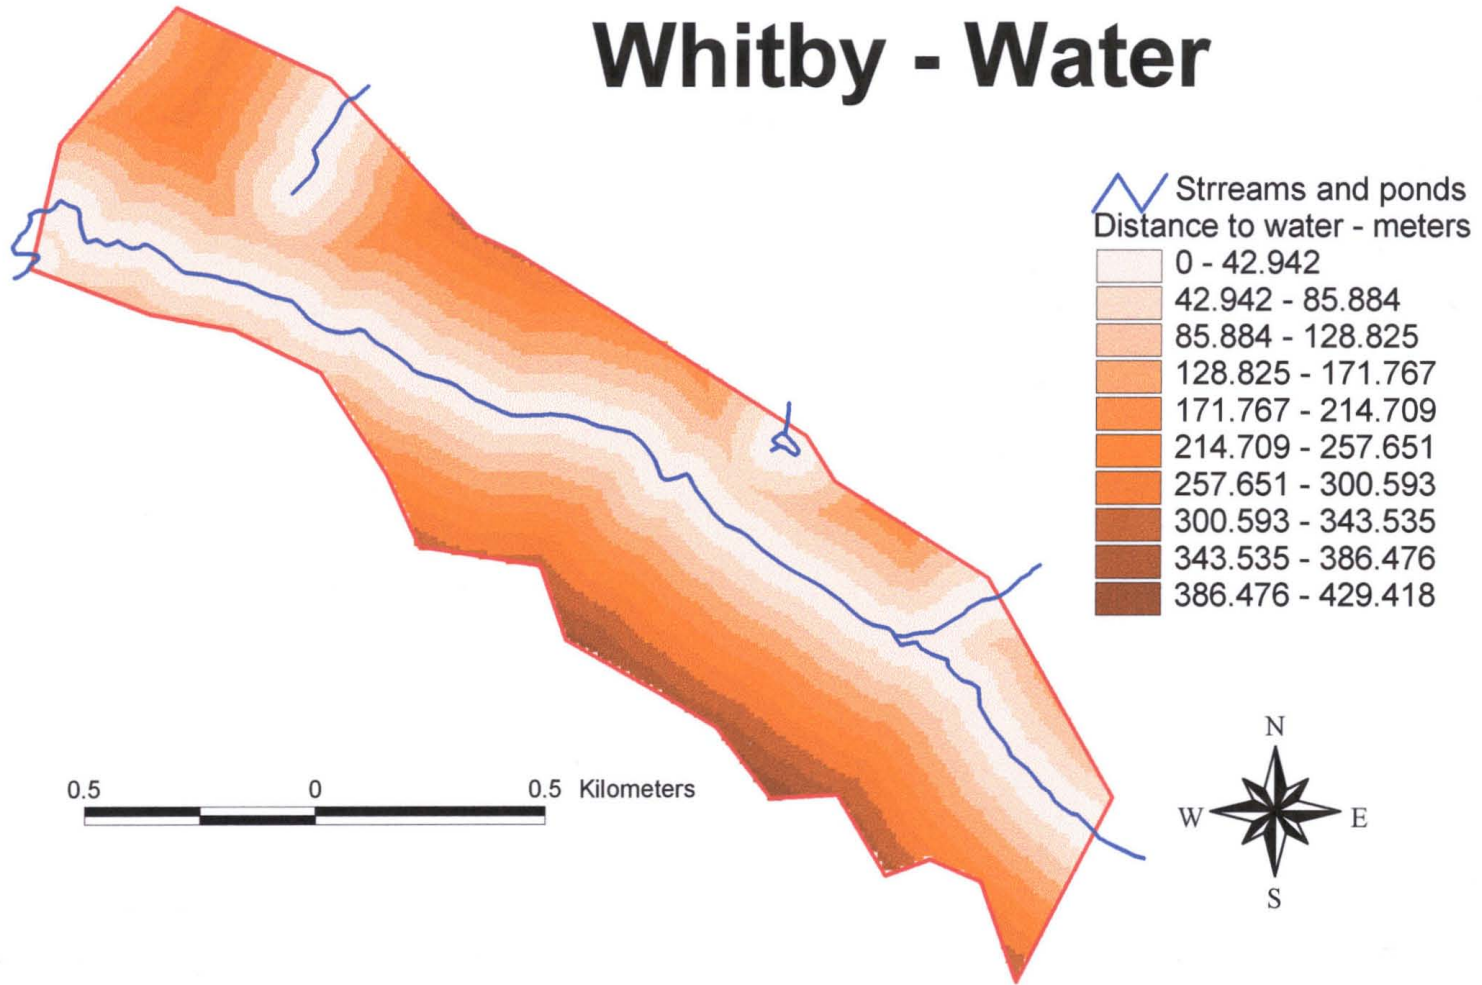 Whitby - Water
Strreams and ponds
Distance to water - meters
0 - 42.942
42.942 - 85.884
85.884 - 128.825
128.825 - 171.767
171.767 - 214.709
214.709 - 257.651
257.651 - 300.593
300.593 - 343.535
343.535 - 386.476
386.476 - 429.418
N
W E
S
0.5 0 0.5 Kilometers